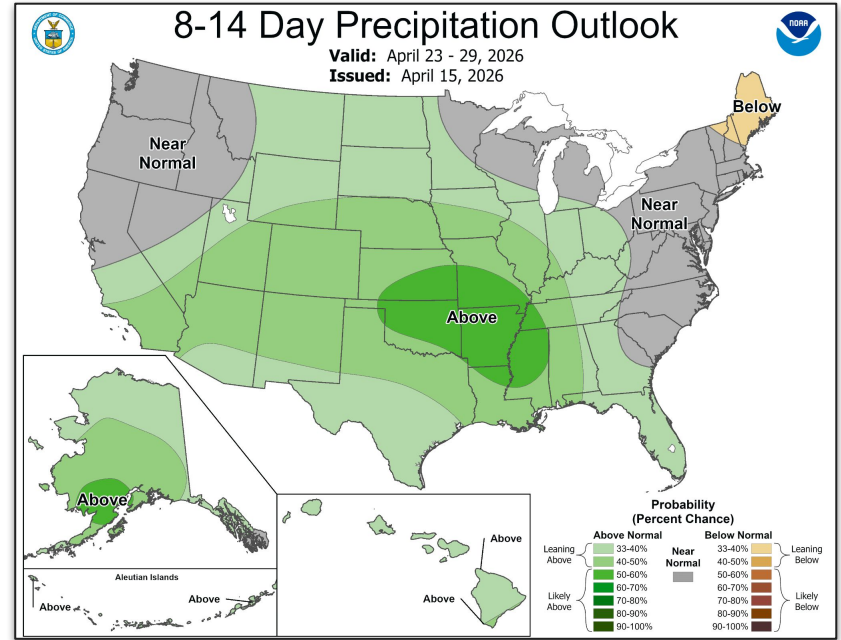 8-14 Day Precipitation Outlook
Valid: April 23 - 29, 2026
Issued: April 15, 2026
NOAA
Below
Near
Normal
Near
Normal
Above
Above
Aleutian Islands
Above
Above
Above
Above
Probability
(Percent Chance)
Above Normal
Below Normal
Leaning
Above
33-40%
40-50%
Likely
Above
50-60%
60-70%
70-80%
80-90%
90-100%
Near
Normal
33-40%
40-50%
Leaning
Below
50-60%
60-70%
70-80%
80-90%
90-100%
Likely
Below